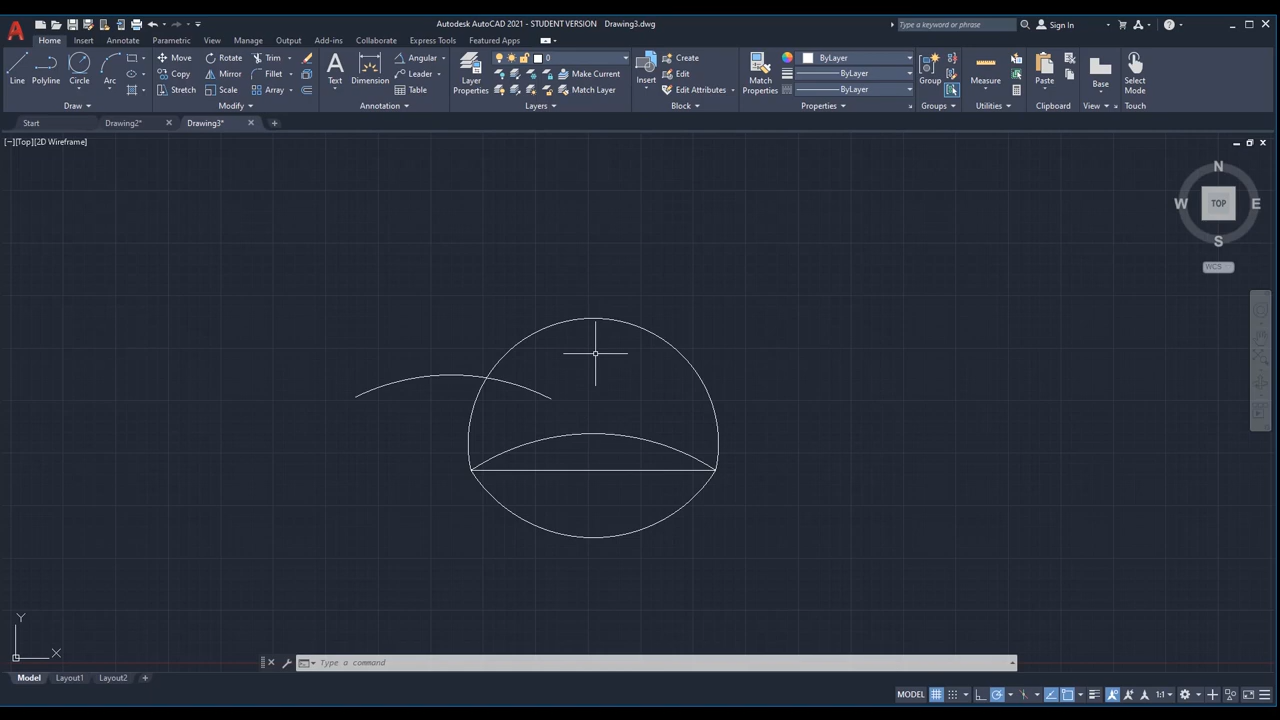 Autodesk AutoCAD 2021 - STUDENT VERSION Drawing3.dwg
Type a keyword or phrase
Sign In
Home Insert Annotate Parametric View Manage Output Add-ins Collaborate Express Tools Featured Apps
Line Polyline Circle Arc
Move Rotate Trim
Copy Mirror Fillet
Stretch Scale Array
Text Dimension
Angular
Leader
Table
Layer Properties
0
Make Current
Match Layer
Insert
Create
Edit
Edit Attributes
Match Properties
ByLayer
ByLayer
ByLayer
Group
Measure
Paste
Base
Select Mode
Draw Modify Annotation Layers Block Properties Groups Utilities Clipboard View Touch
Start Drawing2* Drawing3*
[−][Top][2D Wireframe]
N
W TOP E
S
WCS
Y
X
Type a command
Model Layout1 Layout2
MODEL 1:1